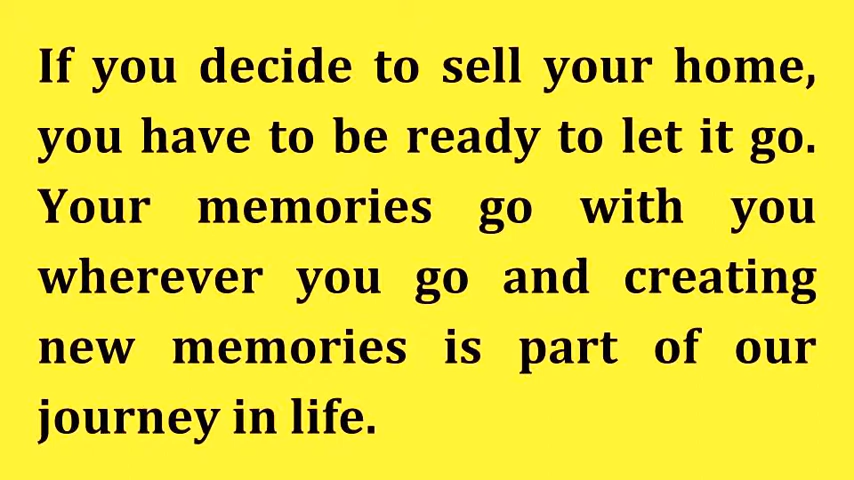 If you decide to sell your home,
you have to be ready to let it go.
Your memories go with you
wherever you go and creating
new memories is part of our
journey in life.